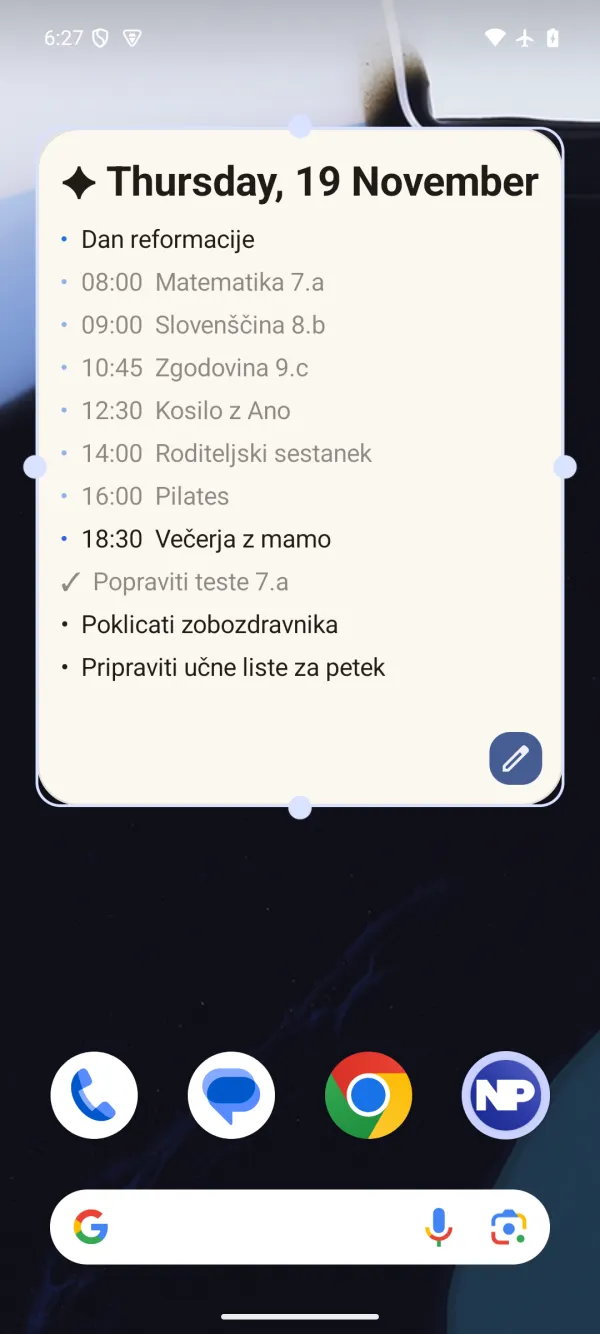 6:27
Thursday, 19 November
Dan reformacije
08:00 Matematika 7.a
09:00 Slovenščina 8.b
10:45 Zgodovina 9.c
12:30 Kosilo z Ano
14:00 Roditeljski sestanek
16:00 Pilates
18:30 Večerja z mamo
✓ Popraviti teste 7.a
Poklicati zobozdravnika
Pripraviti učne liste za petek
NP